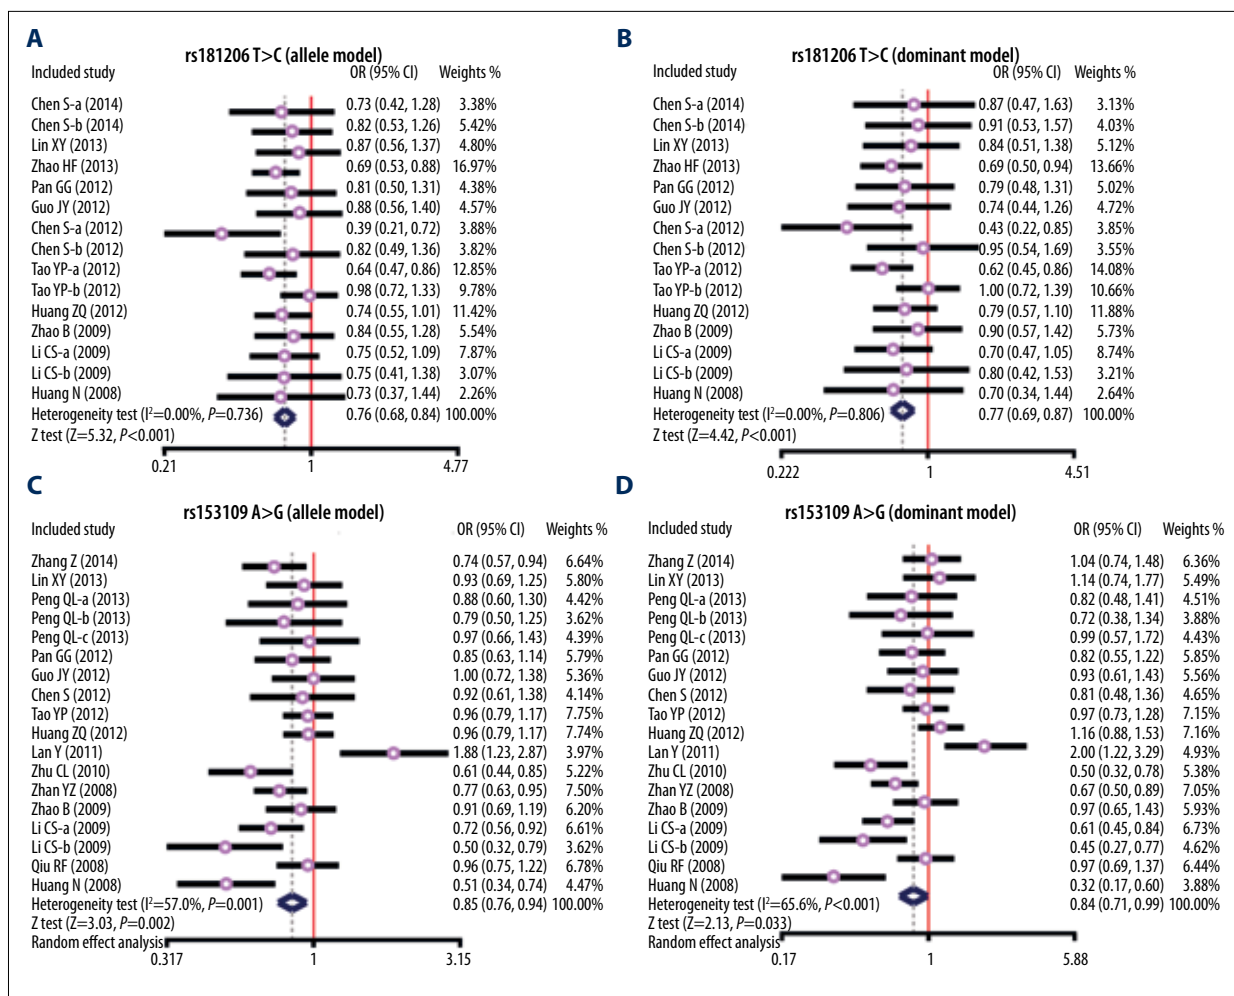 A
rs181206 T>C (allele model)
Included study OR (95% CI) Weights %
Chen S-a (2014) 0.73 (0.42, 1.28) 3.38%
Chen S-b (2014) 0.82 (0.53, 1.26) 5.42%
Lin XY (2013) 0.87 (0.56, 1.37) 4.80%
Zhao HF (2013) 0.69 (0.53, 0.88) 16.97%
Pan GG (2012) 0.81 (0.50, 1.31) 4.38%
Guo JY (2012) 0.88 (0.56, 1.40) 4.57%
Chen S-a (2012) 0.39 (0.21, 0.72) 3.88%
Chen S-b (2012) 0.82 (0.49, 1.36) 3.82%
Tao YP-a (2012) 0.64 (0.47, 0.86) 12.85%
Tao YP-b (2012) 0.98 (0.72, 1.33) 9.78%
Huang ZQ (2012) 0.74 (0.55, 1.01) 11.42%
Zhao B (2009) 0.84 (0.55, 1.28) 5.54%
Li CS-a (2009) 0.75 (0.52, 1.09) 7.87%
Li CS-b (2009) 0.75 (0.41, 1.38) 3.07%
Huang N (2008) 0.73 (0.37, 1.44) 2.26%
Heterogeneity test (I²=0.00%, P=0.736) 0.76 (0.68, 0.84) 100.00%
Z test (Z=5.32, P<0.001)
0.21 1 4.77
B
rs181206 T>C (dominant model)
Included study OR (95% CI) Weights %
Chen S-a (2014) 0.87 (0.47, 1.63) 3.13%
Chen S-b (2014) 0.91 (0.53, 1.57) 4.03%
Lin XY (2013) 0.84 (0.51, 1.38) 5.12%
Zhao HF (2013) 0.69 (0.50, 0.94) 13.66%
Pan GG (2012) 0.79 (0.48, 1.31) 5.02%
Guo JY (2012) 0.74 (0.44, 1.26) 4.72%
Chen S-a (2012) 0.43 (0.22, 0.85) 3.85%
Chen S-b (2012) 0.95 (0.54, 1.69) 3.55%
Tao YP-a (2012) 0.62 (0.45, 0.86) 14.08%
Tao YP-b (2012) 1.00 (0.72, 1.39) 10.66%
Huang ZQ (2012) 0.79 (0.57, 1.10) 11.88%
Zhao B (2009) 0.90 (0.57, 1.42) 5.73%
Li CS-a (2009) 0.70 (0.47, 1.05) 8.74%
Li CS-b (2009) 0.80 (0.42, 1.53) 3.21%
Huang N (2008) 0.70 (0.34, 1.44) 2.64%
Heterogeneity test (I²=0.00%, P=0.806) 0.77 (0.69, 0.87) 100.00%
Z test (Z=4.42, P<0.001)
0.222 1 4.51
C
rs153109 A>G (allele model)
Included study OR (95% CI) Weights %
Zhang Z (2014) 0.74 (0.57, 0.94) 6.64%
Lin XY (2013) 0.93 (0.69, 1.25) 5.80%
Peng QL-a (2013) 0.88 (0.60, 1.30) 4.42%
Peng QL-b (2013) 0.79 (0.50, 1.25) 3.62%
Peng QL-c (2013) 0.97 (0.66, 1.43) 4.39%
Pan GG (2012) 0.85 (0.63, 1.14) 5.79%
Guo JY (2012) 1.00 (0.72, 1.38) 5.36%
Chen S (2012) 0.92 (0.61, 1.38) 4.14%
Tao YP (2012) 0.96 (0.79, 1.17) 7.75%
Huang ZQ (2012) 0.96 (0.79, 1.17) 7.74%
Lan Y (2011) 1.88 (1.23, 2.87) 3.97%
Zhu CL (2010) 0.61 (0.44, 0.85) 5.22%
Zhan YZ (2008) 0.77 (0.63, 0.95) 7.50%
Zhao B (2009) 0.91 (0.69, 1.19) 6.20%
Li CS-a (2009) 0.72 (0.56, 0.92) 6.61%
Li CS-b (2009) 0.50 (0.32, 0.79) 3.62%
Qiu RF (2008) 0.96 (0.75, 1.22) 6.78%
Huang N (2008) 0.51 (0.34, 0.74) 4.47%
Heterogeneity test (I²=57.0%, P=0.001) 0.85 (0.76, 0.94) 100.00%
Z test (Z=3.03, P=0.002)
Random effect analysis
0.317 1 3.15
D
rs153109 A>G (dominant model)
Included study OR (95% CI) Weights %
Zhang Z (2014) 1.04 (0.74, 1.48) 6.36%
Lin XY (2013) 1.14 (0.74, 1.77) 5.49%
Peng QL-a (2013) 0.82 (0.48, 1.41) 4.51%
Peng QL-b (2013) 0.72 (0.38, 1.34) 3.88%
Peng QL-c (2013) 0.99 (0.57, 1.72) 4.43%
Pan GG (2012) 0.82 (0.55, 1.22) 5.85%
Guo JY (2012) 0.93 (0.61, 1.43) 5.56%
Chen S (2012) 0.81 (0.48, 1.36) 4.65%
Tao YP (2012) 0.97 (0.73, 1.28) 7.15%
Huang ZQ (2012) 1.16 (0.88, 1.53) 7.16%
Lan Y (2011) 2.00 (1.22, 3.29) 4.93%
Zhu CL (2010) 0.50 (0.32, 0.78) 5.38%
Zhan YZ (2008) 0.67 (0.50, 0.89) 7.05%
Zhao B (2009) 0.97 (0.65, 1.43) 5.93%
Li CS-a (2009) 0.61 (0.45, 0.84) 6.73%
Li CS-b (2009) 0.45 (0.27, 0.77) 4.62%
Qiu RF (2008) 0.97 (0.69, 1.37) 6.44%
Huang N (2008) 0.32 (0.17, 0.60) 3.88%
Heterogeneity test (I²=65.6%, P<0.001) 0.84 (0.71, 0.99) 100.00%
Z test (Z=2.13, P=0.033)
Random effect analysis
0.17 1 5.88